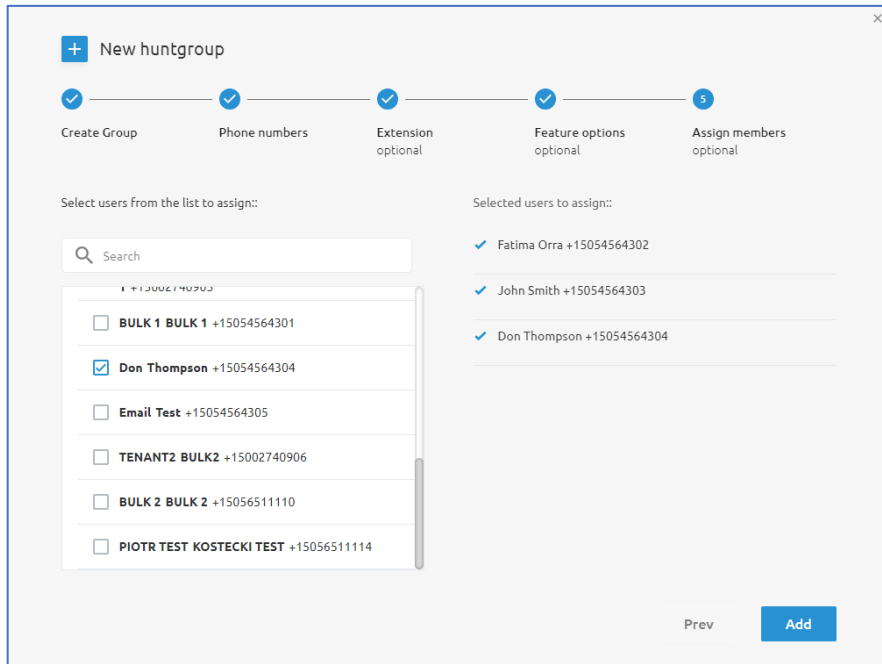 ×
+ New huntgroup
5
Create Group
Phone numbers
Extension
optional
Feature options
optional
Assign members
optional
Select users from the list to assign::
Search
+15002740905
BULK 1 BULK 1 +15054564301
Don Thompson +15054564304
Email Test +15054564305
TENANT2 BULK2 +15002740906
BULK 2 BULK 2 +15056511110
PIOTR TEST KOSTECKI TEST +15056511114
Selected users to assign::
Fatima Orra +15054564302
John Smith +15054564303
Don Thompson +15054564304
Prev
Add